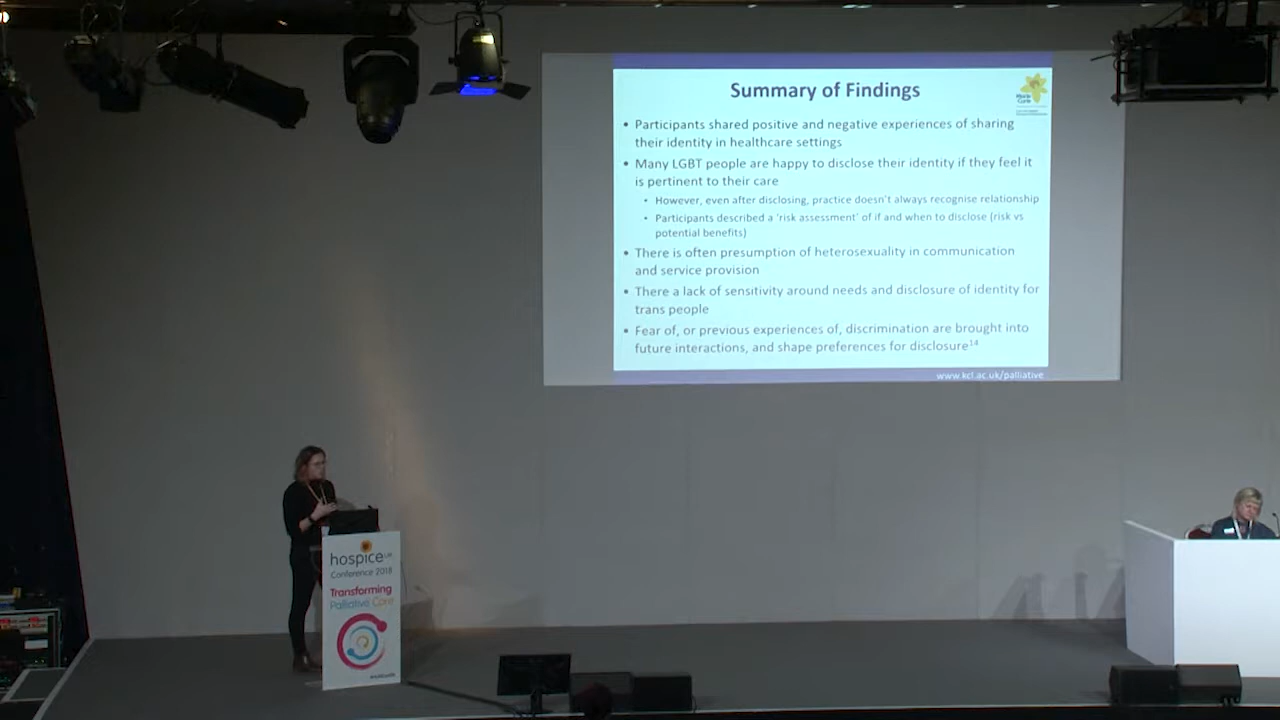 Summary of Findings
Marie
Curie
• Participants shared positive and negative experiences of sharing
their identity in healthcare settings
• Many LGBT people are happy to disclose their identity if they feel it
is pertinent to their care
• However, even after disclosing, practice doesn't always recognise relationship
• Participants described a 'risk assessment' of if and when to disclose (risk vs
potential benefits)
• There is often presumption of heterosexuality in communication
and service provision
• There a lack of sensitivity around needs and disclosure of identity for
trans people
• Fear of, or previous experiences of, discrimination are brought into
future interactions, and shape preferences for disclosure14
www.kcl.ac.uk/palliative
hospice UK
Conference 2018
Transforming
Palliative Care